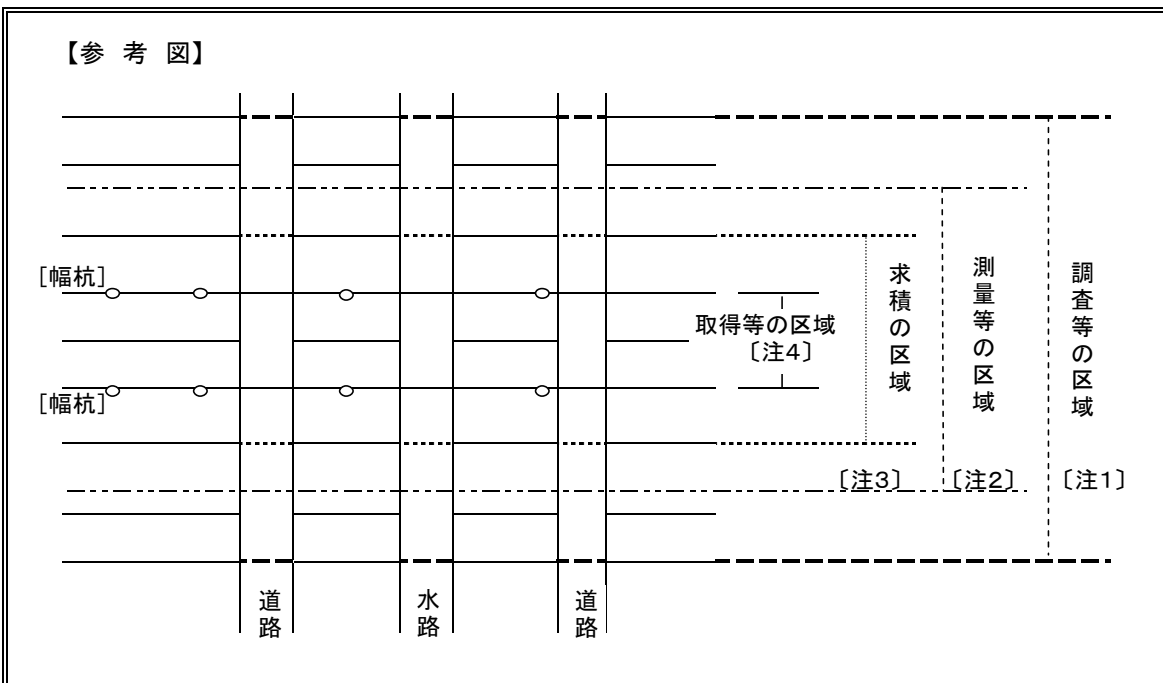 【参 考 図】
[幅杭]
取得等の区域
〔注4〕
[幅杭]
求積の区域
〔注3〕
測量等の区域
〔注2〕
調査等の区域
〔注1〕
道路
水路
道路